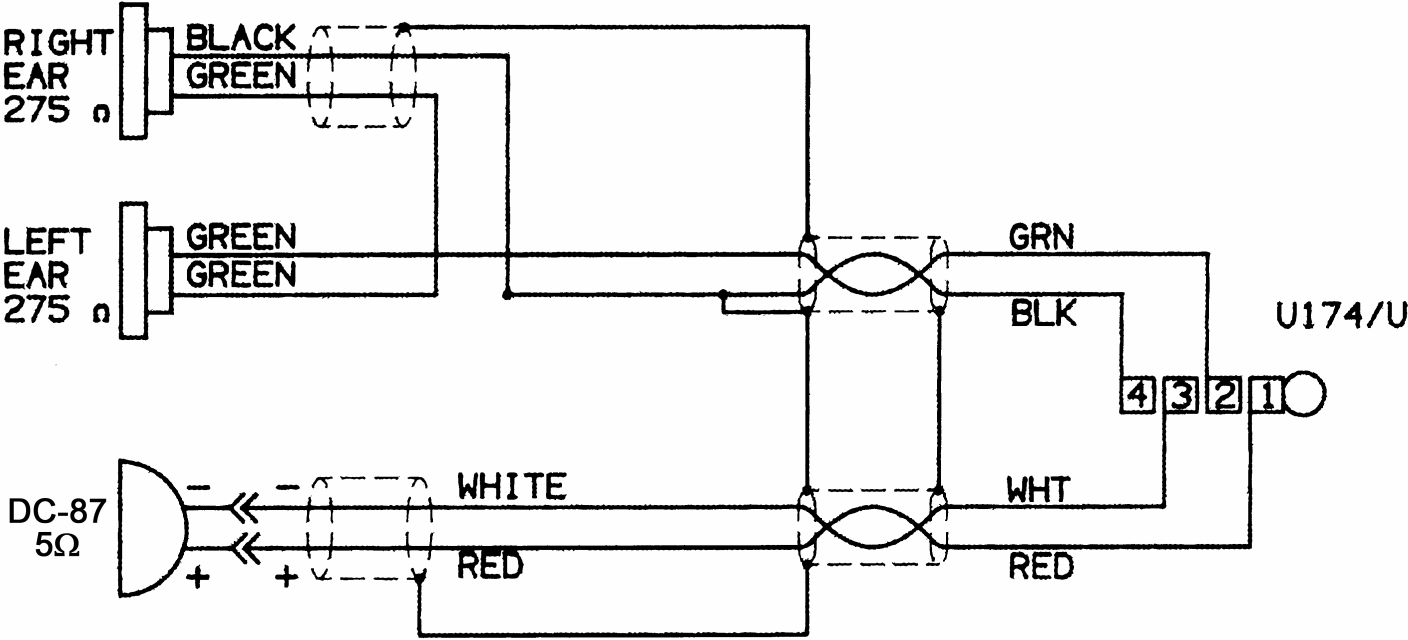 RIGHT
EAR
275 Ω
BLACK
GREEN
LEFT
EAR
275 Ω
GREEN
GREEN
GRN
BLK
U174/U
4 3 2 1
DC-87
5Ω
− −
+ +
WHITE
RED
WHT
RED